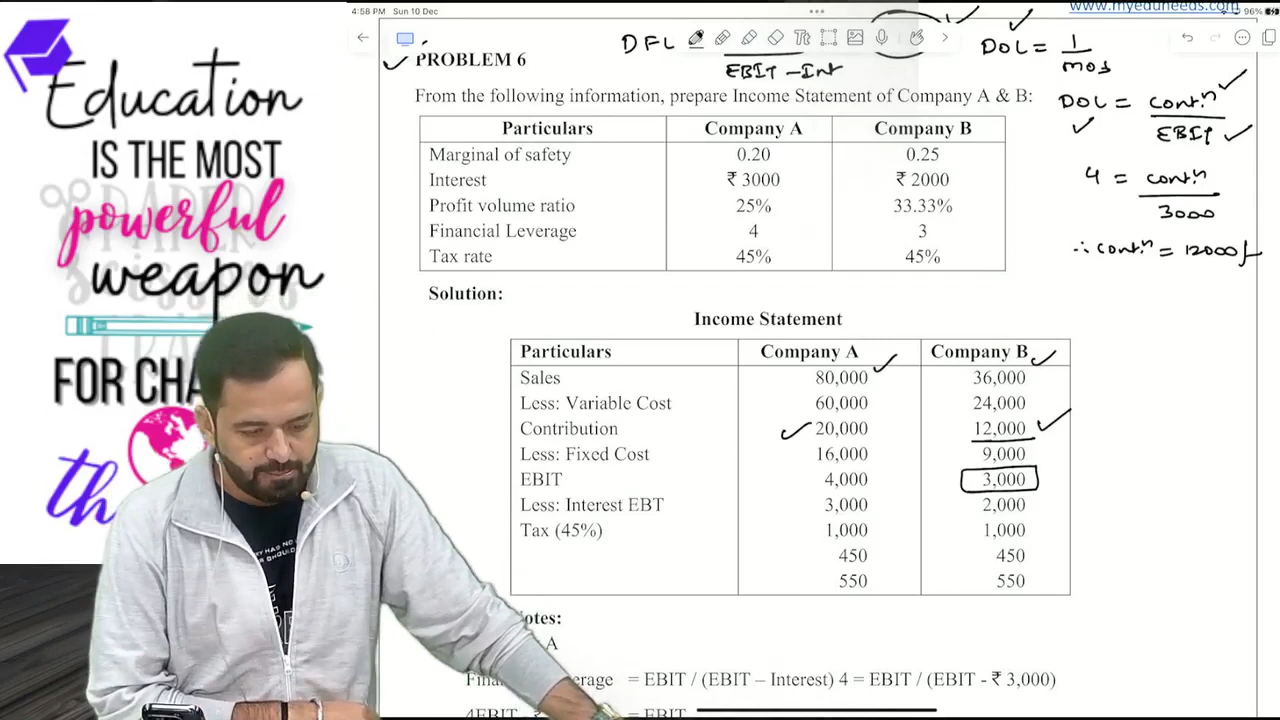 4:58 PM Sun 10 Dec
96%
www.myeduneeds.com
Education
IS THE MOST
powerful
weapon
DFL
EBIT - Int
DOL = 1
MOS
PROBLEM 6
From the following information, prepare Income Statement of Company A & B:
Particulars Company A Company B
Marginal of safety 0.20 0.25
Interest ₹ 3000 ₹ 2000
Profit volume ratio 25% 33.33%
Financial Leverage 4 3
Tax rate 45% 45%
DOL = contn
EBIT
4 = contn
3000
∴ contn = 12000/-
Solution:
Income Statement
Particulars Company A Company B
Sales 80,000 36,000
Less: Variable Cost 60,000 24,000
Contribution 20,000 12,000
Less: Fixed Cost 16,000 9,000
EBIT 4,000 3,000
Less: Interest EBT 3,000 2,000
Tax (45%) 1,000 1,000
450 450
550 550
A
= EBIT / (EBIT – Interest) 4 = EBIT / (EBIT - ₹ 3,000)
= EBIT